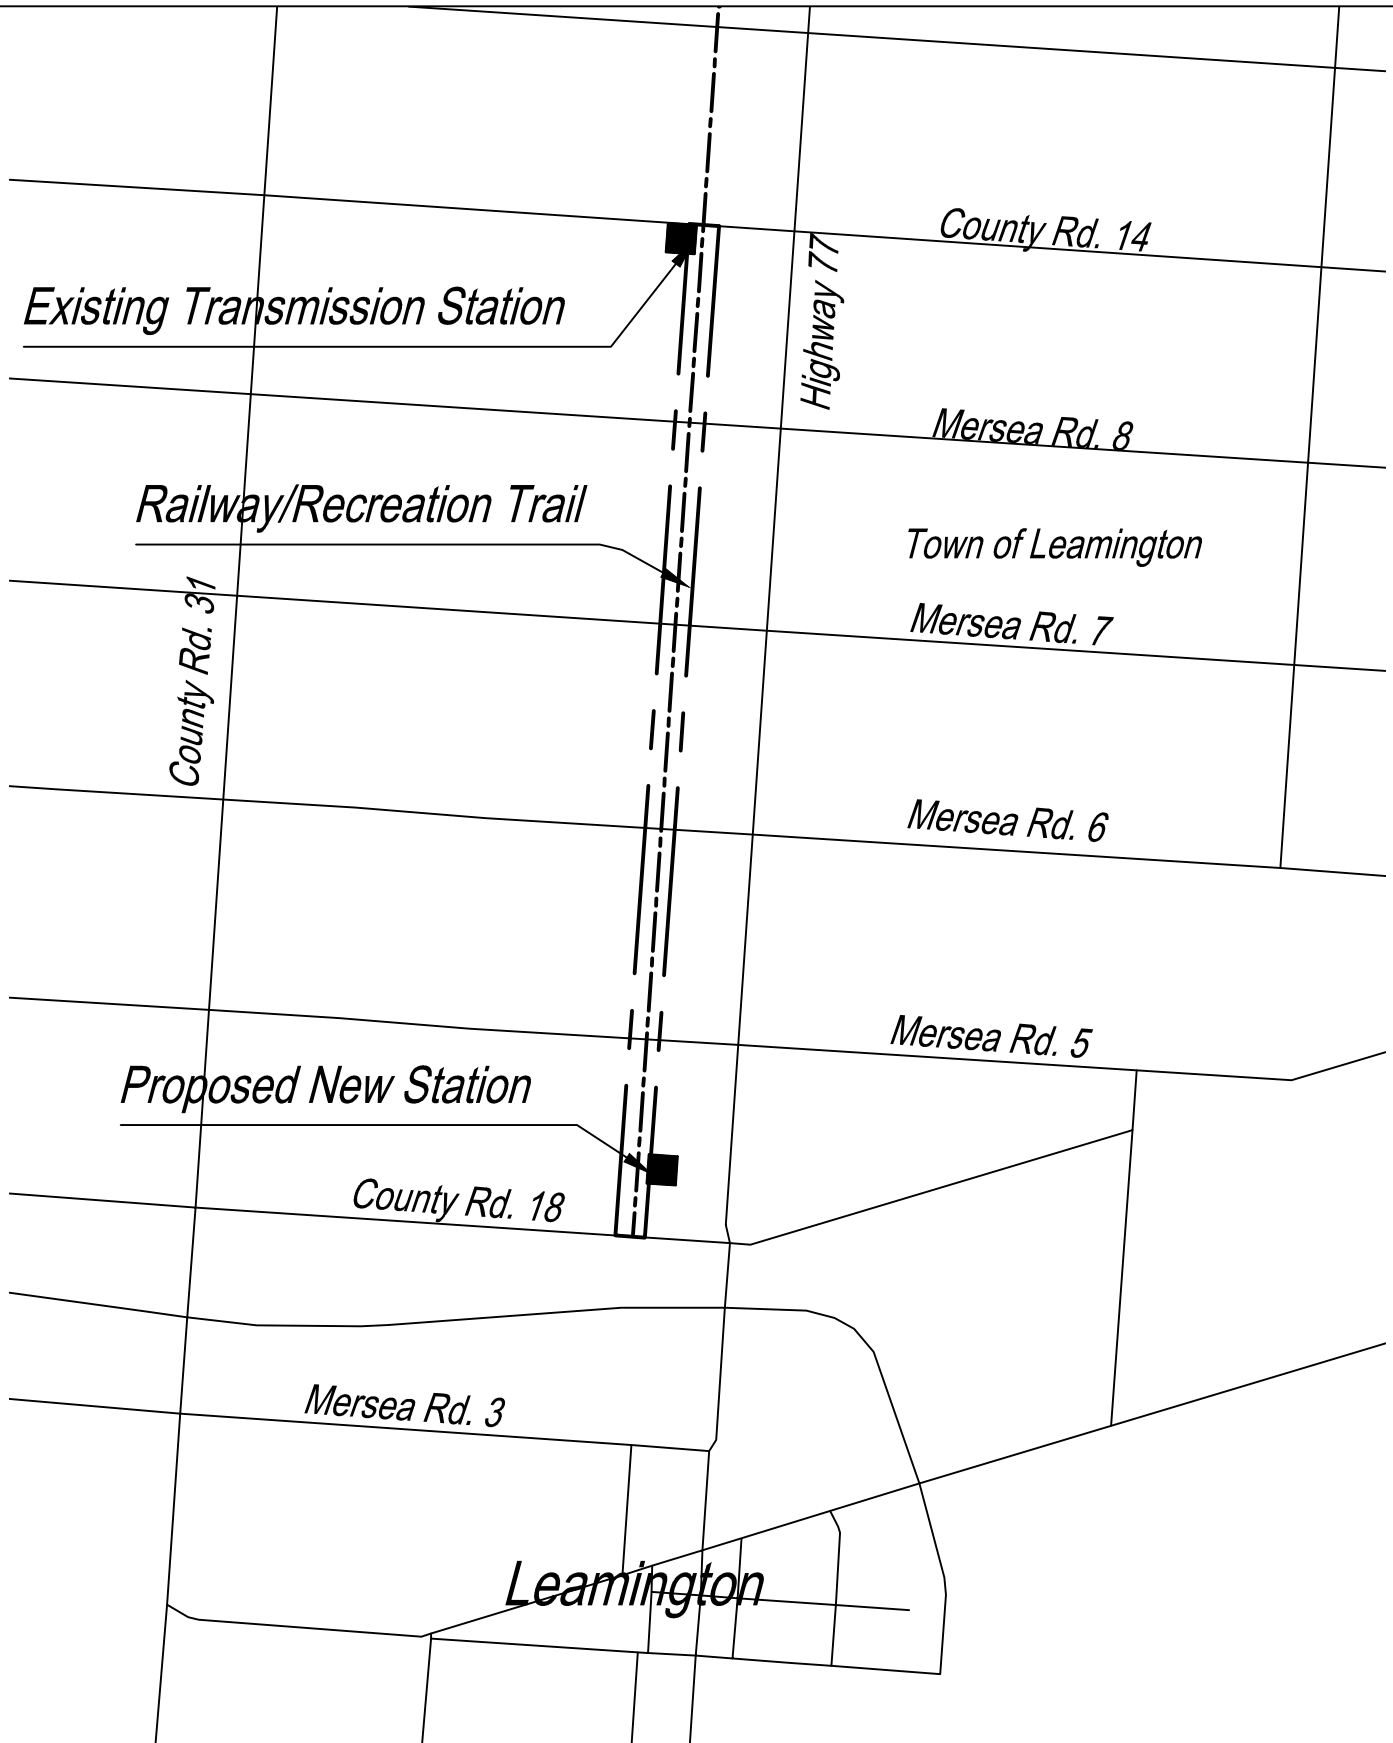 County Rd. 14
Highway 77
Existing Transmission Station
Mersea Rd. 8
Railway/Recreation Trail
Town of Leamington
County Rd. 31
Mersea Rd. 7
Mersea Rd. 6
Mersea Rd. 5
Proposed New Station
County Rd. 18
Mersea Rd. 3
Leamington